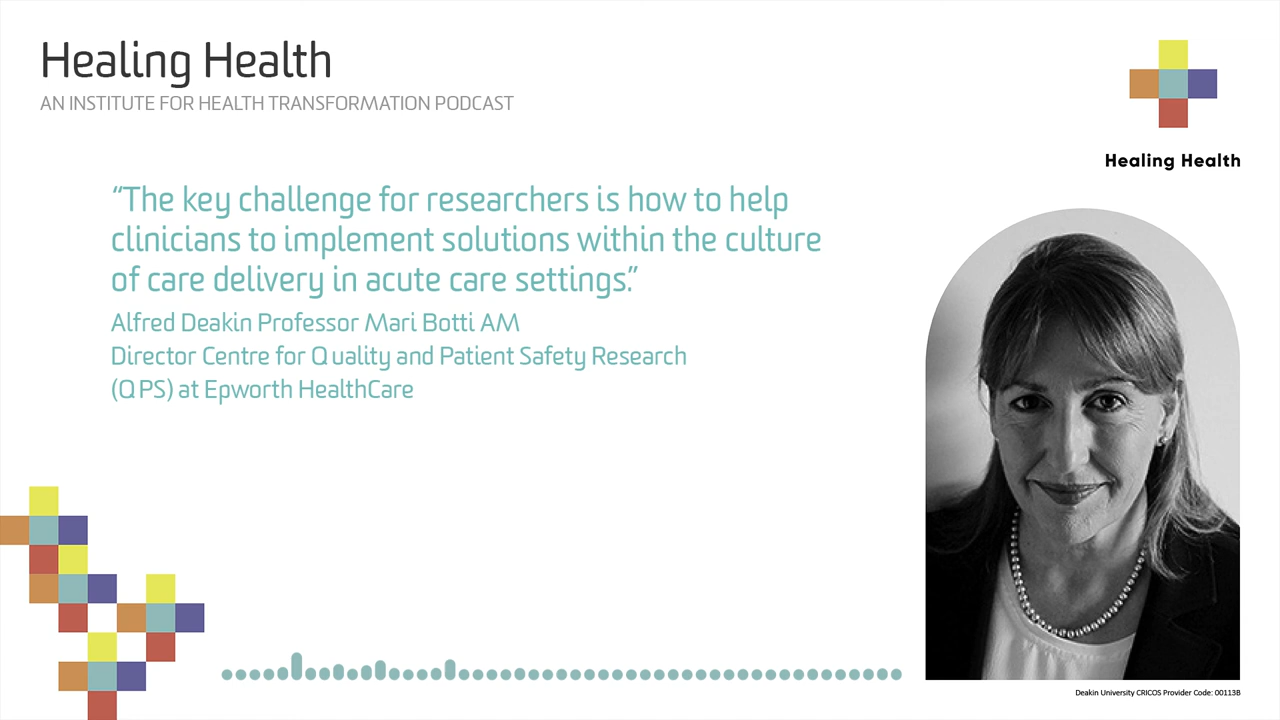 Healing Health
AN INSTITUTE FOR HEALTH TRANSFORMATION PODCAST
Healing Health
“The key challenge for researchers is how to help
clinicians to implement solutions within the culture
of care delivery in acute care settings.”
Alfred Deakin Professor Mari Botti AM
Director Centre for Quality and Patient Safety Research
(QPS) at Epworth HealthCare
Deakin University CRICOS Provider Code: 00113B